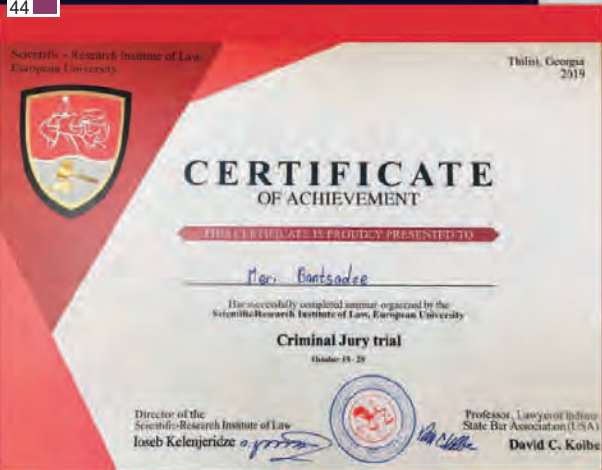 44
Scientific - Research Institute of Law
European University
Tbilisi, Georgia
2019
CERTIFICATE
OF ACHIEVEMENT
THIS CERTIFICATE IS PROUDLY PRESENTED TO
Meri Bantsadze
Has successfully completed seminar organized by the
Scientific-Research Institute of Law, European University
Criminal Jury trial
October
Director of the
Scientific-Research Institute of Law
Ioseb Kelenjeridze
Professor, Lawyer of
State Bar Association (USA)
David C. Kolbe